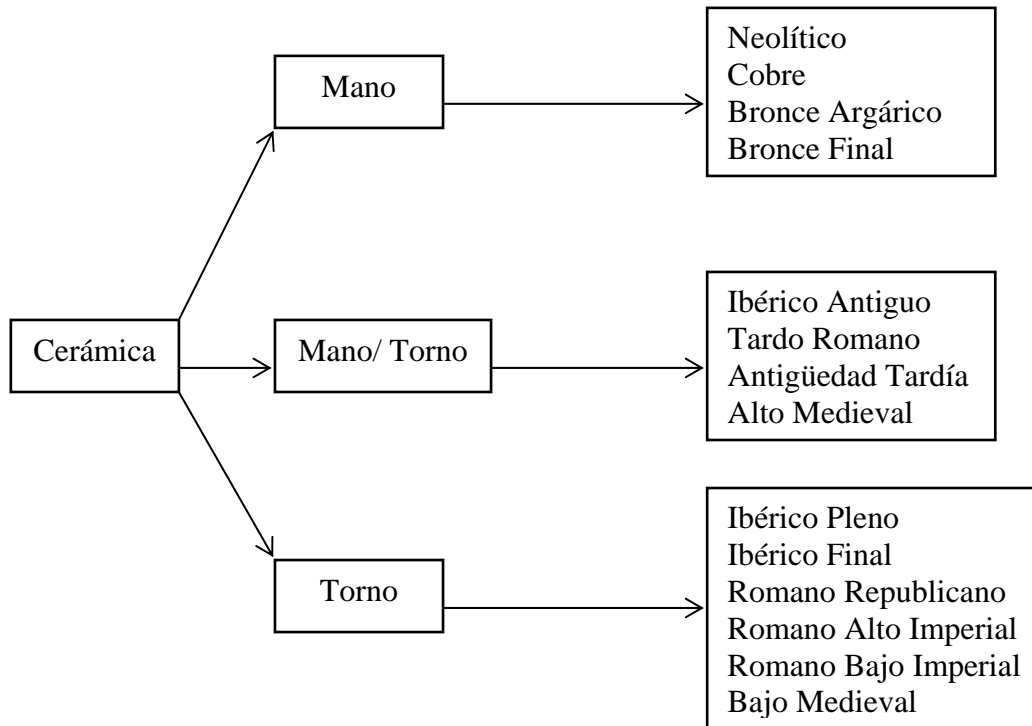 Cerámica
Mano
Neolítico
Cobre
Bronce Argárico
Bronce Final
Mano/ Torno
Ibérico Antiguo
Tardo Romano
Antigüedad Tardía
Alto Medieval
Torno
Ibérico Pleno
Ibérico Final
Romano Republicano
Romano Alto Imperial
Romano Bajo Imperial
Bajo Medieval